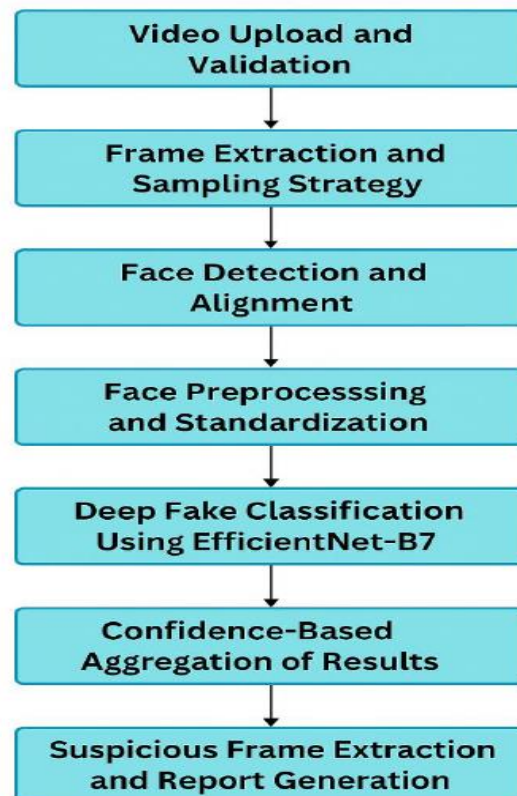 Video Upload and
Validation
Frame Extraction and
Sampling Strategy
Face Detection and
Alignment
Face Preprocesssing
and Standardization
Deep Fake Classification
Using EfficientNet-B7
Confidence-Based
Aggregation of Results
Suspicious Frame Extraction
and Report Generation